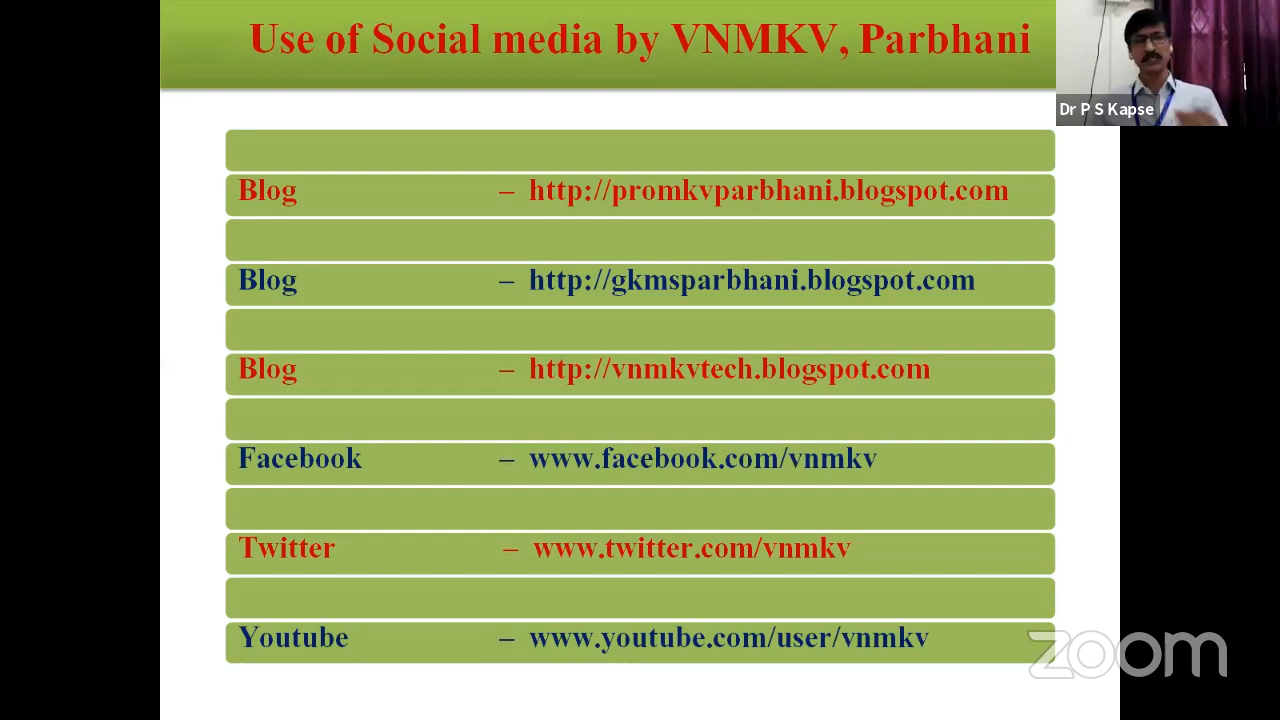 Use of Social media by VNMKV, Parbhani
Dr P S Kapse
Blog – http://promkvparbhani.blogspot.com
Blog – http://gkmsparbhani.blogspot.com
Blog – http://vnmkvtech.blogspot.com
Facebook – www.facebook.com/vnmkv
Twitter – www.twitter.com/vnmkv
Youtube – www.youtube.com/user/vnmkv
zoom